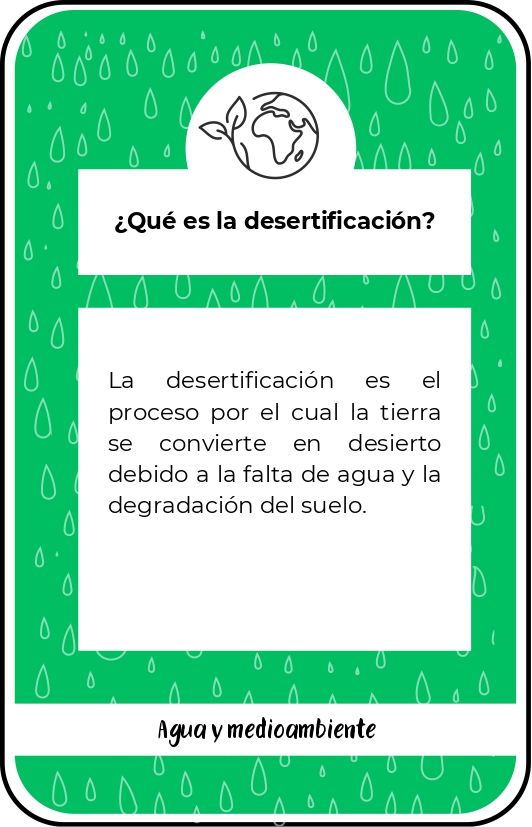 ¿Qué es la desertificación?
La desertificación es el
proceso por el cual la tierra
se convierte en desierto
debido a la falta de agua y la
degradación del suelo.
Agua y medioambiente